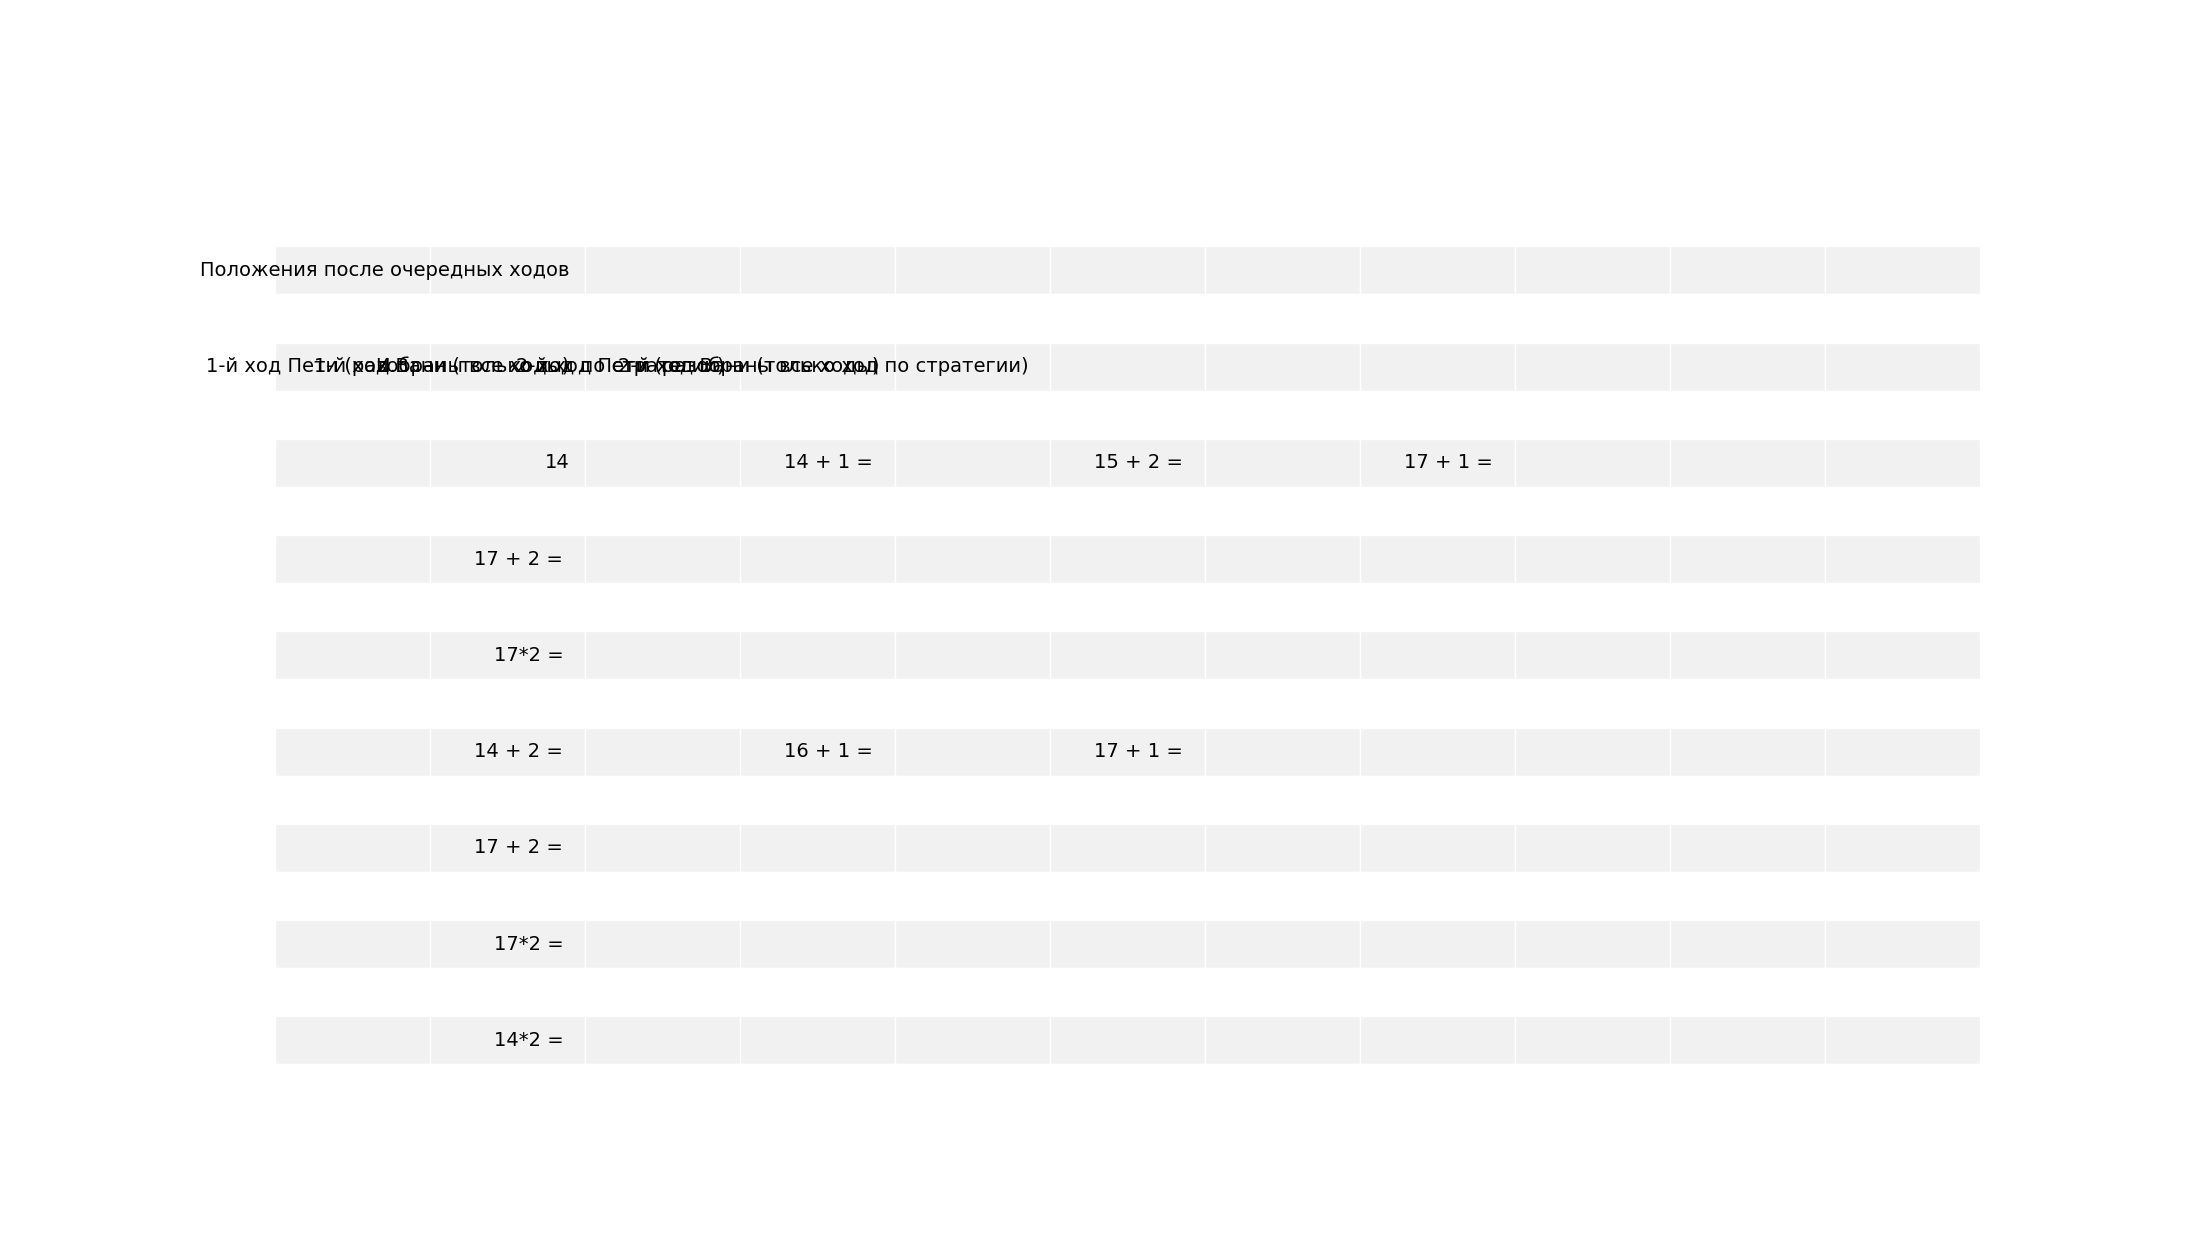 Положения после очередных ходов
1-й ход Пети (разобраны все ходы) 1-й ход Вани (только ход по стратегии) 2-й ход Пети (разобраны все ходы) 2-й ход Вани (только ход по стратегии)
14 14 + 1 = 15 + 2 = 17 + 1 =
17 + 2 =
17*2 =
14 + 2 = 16 + 1 = 17 + 1 =
17 + 2 =
17*2 =
14*2 =